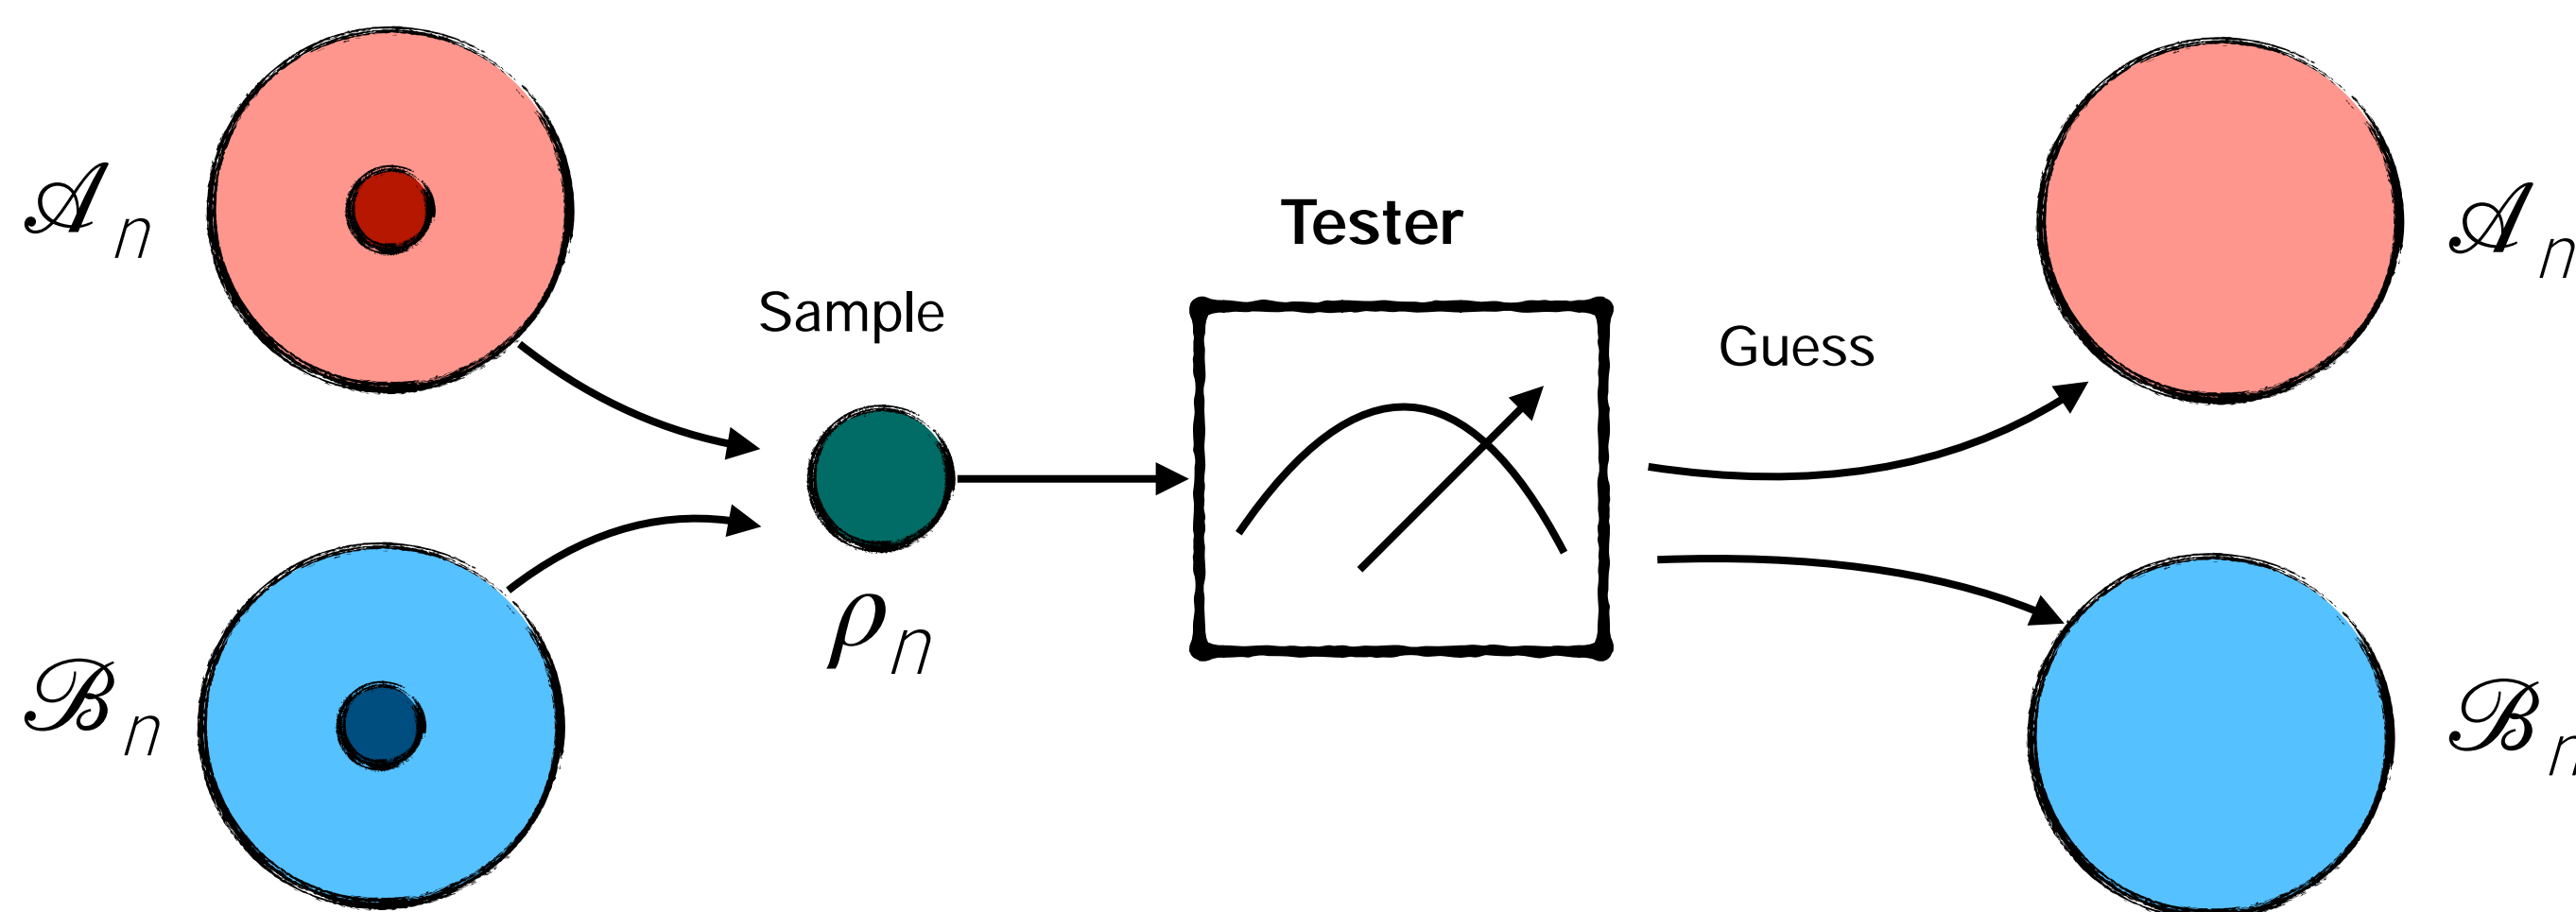 𝒜n
Sample
Tester
Guess
𝒜n
ℬn
ρn
ℬn